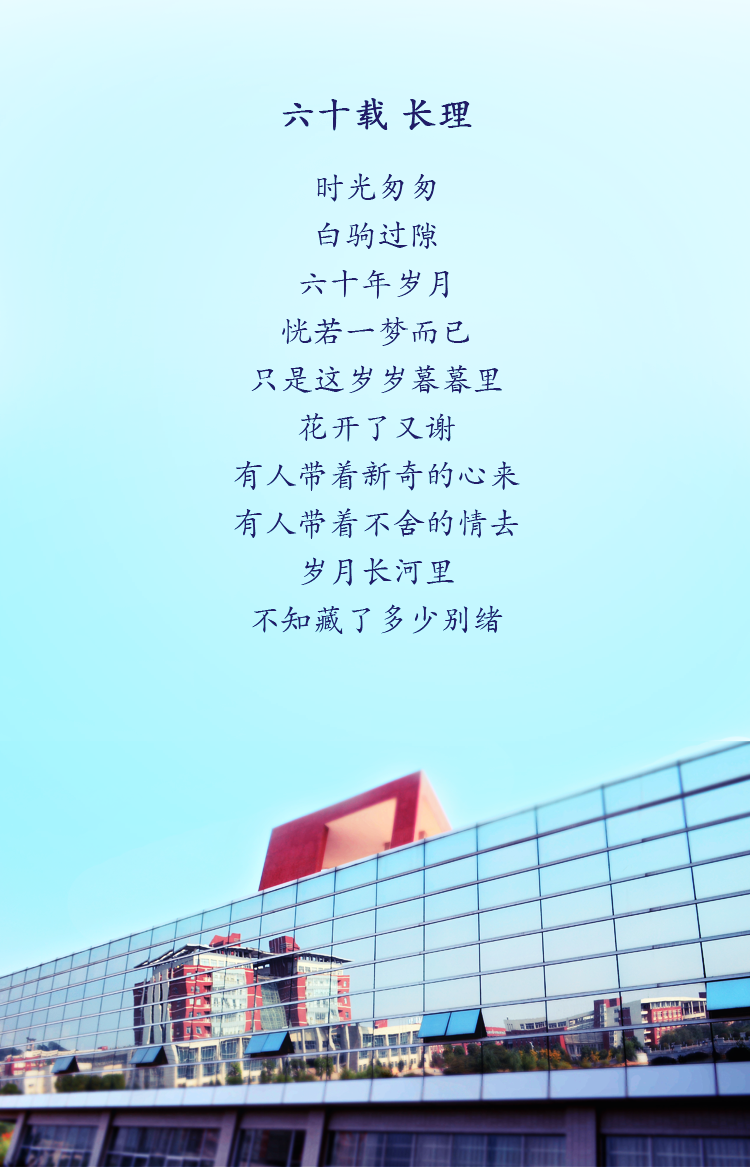 六十载 长理
时光匆匆
白驹过隙
六十年岁月
恍若一梦而已
只是这岁岁暮暮里
花开了又谢
有人带着新奇的心来
有人带着不舍的情去
岁月长河里
不知藏了多少别绪